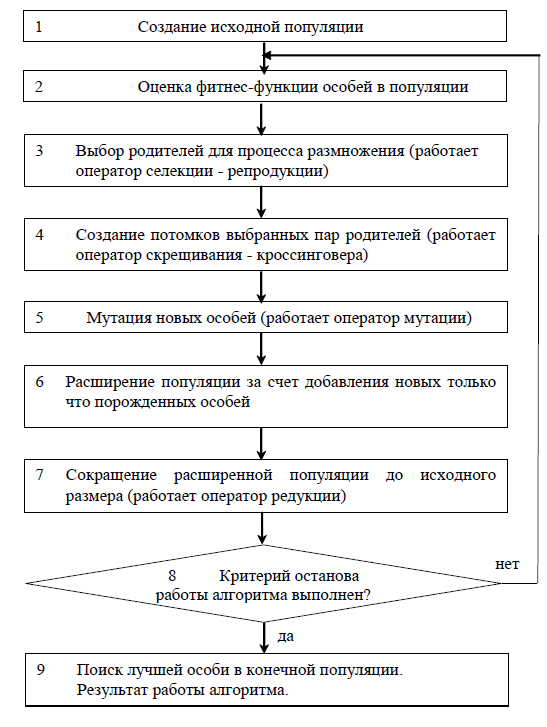 1 Создание исходной популяции
2 Оценка фитнес-функции особей в популяции
3 Выбор родителей для процесса размножения (работает
оператор селекции - репродукции)
4 Создание потомков выбранных пар родителей (работает
оператор скрещивания - кроссинговера)
5 Мутация новых особей (работает оператор мутации)
6 Расширение популяции за счет добавления новых только
что порожденных особей
7 Сокращение расширенной популяции до исходного
размера (работает оператор редукции)
8 Критерий останова
работы алгоритма выполнен?
нет
да
9 Поиск лучшей особи в конечной популяции.
Результат работы алгоритма.